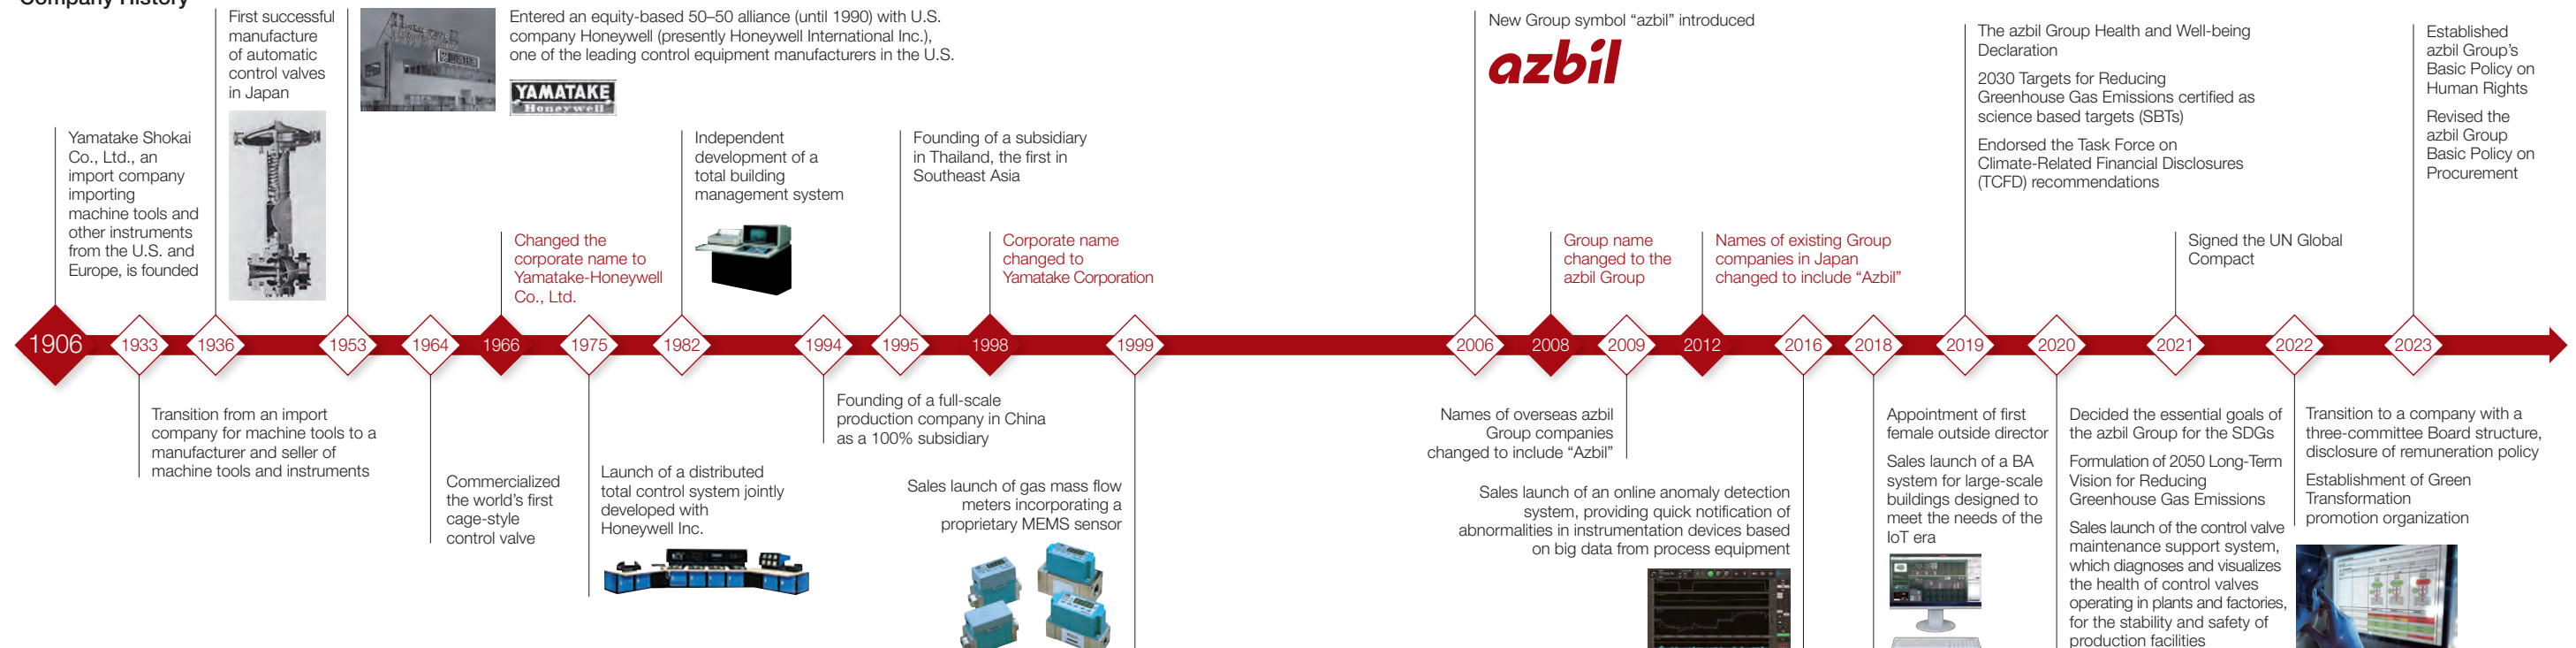 Company History
Yamatake Shokai
Co., Ltd., an
import company
importing
machine tools and
other instruments
from the U.S. and
Europe, is founded
First successful
manufacture
of automatic
control valves
in Japan
Entered an equity-based 50–50 alliance (until 1990) with U.S.
company Honeywell (presently Honeywell International Inc.),
one of the leading control equipment manufacturers in the U.S.
YAMATAKE
Honeywell
Changed the
corporate name to
Yamatake-Honeywell
Co., Ltd.
Independent
development of a
total building
management system
Founding of a subsidiary
in Thailand, the first in
Southeast Asia
Corporate name
changed to
Yamatake Corporation
New Group symbol “azbil” introduced
azbil
Group name
changed to the
azbil Group
Names of existing Group
companies in Japan
changed to include “Azbil”
The azbil Group Health and Well-being
Declaration
2030 Targets for Reducing
Greenhouse Gas Emissions certified as
science based targets (SBTs)
Endorsed the Task Force on
Climate-Related Financial Disclosures
(TCFD) recommendations
Signed the UN Global
Compact
Established
azbil Group’s
Basic Policy on
Human Rights
Revised the
azbil Group
Basic Policy on
Procurement
1906 1933 1936 1953 1964 1966 1975 1982 1994 1995 1998 1999 2006 2008 2009 2012 2016 2018 2019 2020 2021 2022 2023
Transition from an import
company for machine tools to a
manufacturer and seller of
machine tools and instruments
Commercialized
the world’s first
cage-style
control valve
Launch of a distributed
total control system jointly
developed with
Honeywell Inc.
Founding of a full-scale
production company in China
as a 100% subsidiary
Sales launch of gas mass flow
meters incorporating a
proprietary MEMS sensor
Names of overseas azbil
Group companies
changed to include “Azbil”
Sales launch of an online anomaly detection
system, providing quick notification of
abnormalities in instrumentation devices based
on big data from process equipment
Appointment of first
female outside director
Sales launch of a BA
system for large-scale
buildings designed to
meet the needs of the
IoT era
Decided the essential goals of
the azbil Group for the SDGs
Formulation of 2050 Long-Term
Vision for Reducing
Greenhouse Gas Emissions
Sales launch of the control valve
maintenance support system,
which diagnoses and visualizes
the health of control valves
operating in plants and factories,
for the stability and safety of
production facilities
Transition to a company with a
three-committee Board structure,
disclosure of remuneration policy
Establishment of Green
Transformation
promotion organization